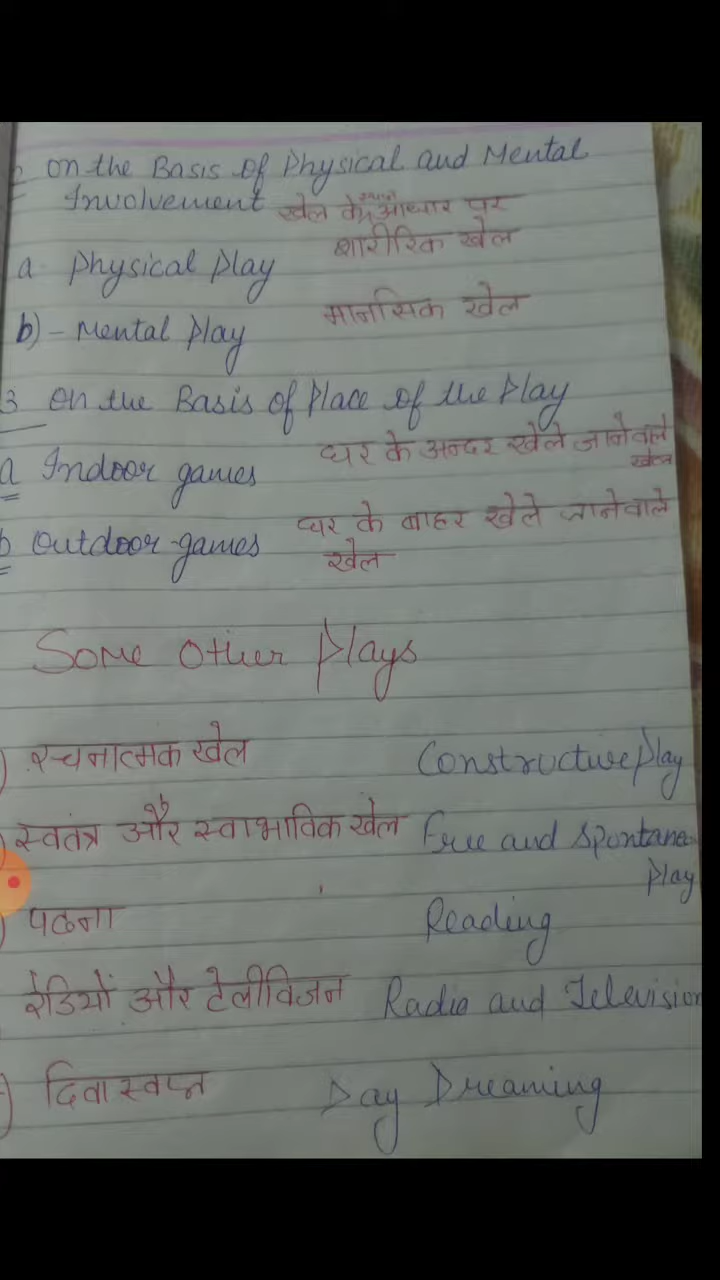 on the Basis of Physical and Mental
Involvement खेल के स्थान आधार पर
a Physical Play शारीरिक खेल
b) - Mental Play मानसिक खेल
3 on the Basis of Place of the Play
a Indoor games घर के अन्दर खेले जानेवाले
खेल
b Outdoor games घर के बाहर खेले जानेवाले
खेल
Some Other Plays
) रचनात्मक खेल Constructive Play
) स्वतंत्र और स्वाभाविक खेल Free and Spontane
Play
) पढना Reading
रेडियों और टेलीविजन Radio and Television
) दिवास्वप्न Day Dreaming